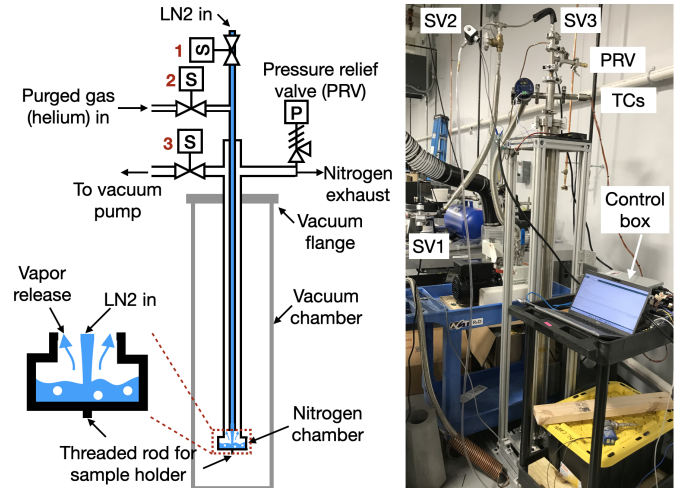 LN2 in
1
S
2
S
Purged gas
(helium) in
3
S
Pressure relief
valve (PRV)
P
To vacuum
pump
Nitrogen
exhaust
Vacuum
flange
Vapor
release
LN2 in
Vacuum
chamber
Nitrogen
chamber
Threaded rod for
sample holder
SV2
SV3
PRV
TCs
Control
box
SV1
ACT